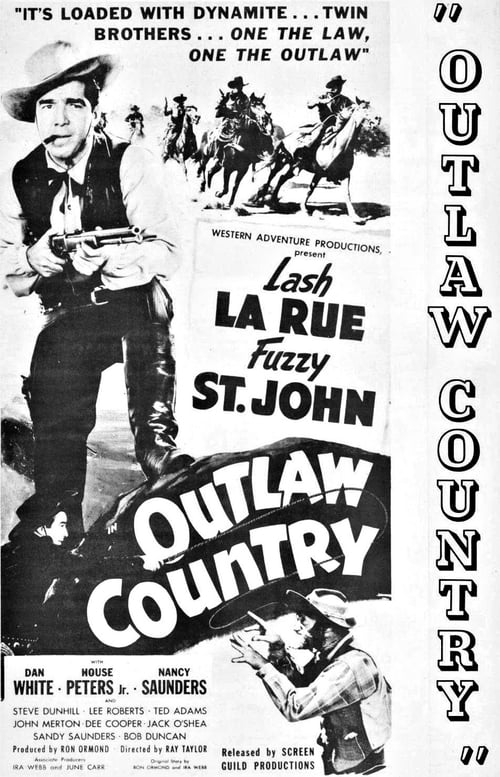 "IT'S LOADED WITH DYNAMITE...TWIN
BROTHERS... ONE THE LAW,
ONE THE OUTLAW"
WESTERN ADVENTURE PRODUCTIONS,
present
Lash
LA RUE
Fuzzy
ST. JOHN
IN
OUTLAW
COUNTRY
WITH
DAN WHITE · HOUSE PETERS Jr. · NANCY SAUNDERS
AND
STEVE DUNHILL · LEE ROBERTS · TED ADAMS
JOHN MERTON · DEE COOPER · JACK O'SHEA
SANDY SAUNDERS · BOB DUNCAN
Produced by RON ORMOND · Directed by RAY TAYLOR
Associate Producers
IRA WEBB and JUNE CARR
Original Story by
RON ORMOND and IRA WEBB
Released by SCREEN
GUILD PRODUCTIONS
"OUTLAW COUNTRY"